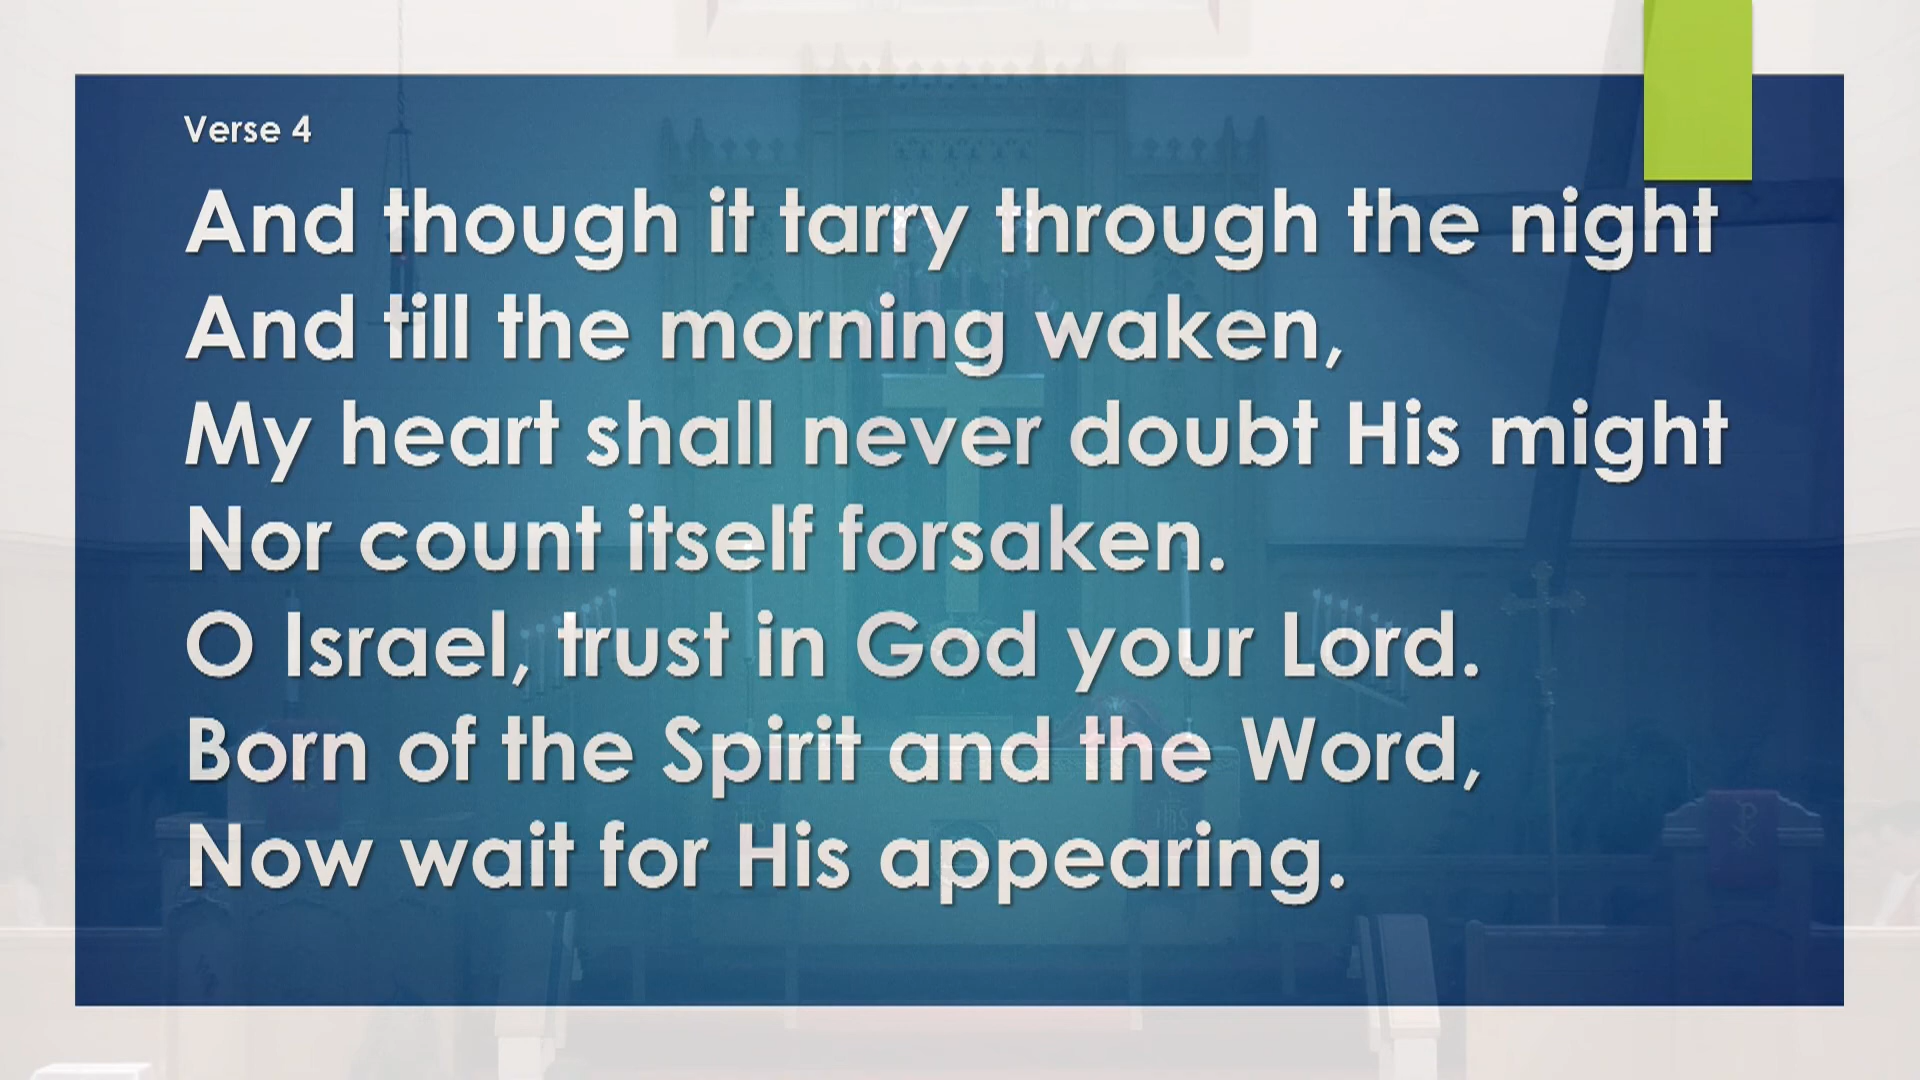 Verse 4
And though it tarry through the night
And till the morning waken,
My heart shall never doubt His might
Nor count itself forsaken.
O Israel, trust in God your Lord.
Born of the Spirit and the Word,
Now wait for His appearing.
IHS